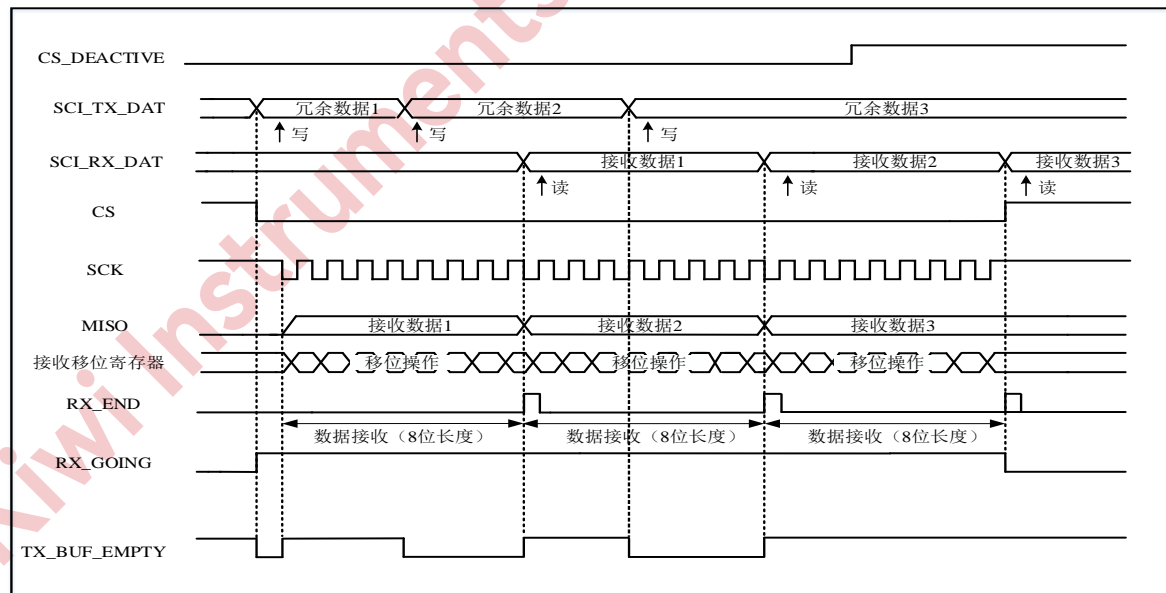 CS_DEACTIVE
SCI_TX_DAT 冗余数据1 冗余数据2 冗余数据3
写 写 写
SCI_RX_DAT 接收数据1 接收数据2 接收数据3
读 读 读
CS
SCK
MISO 接收数据1 接收数据2 接收数据3
接收移位寄存器 移位操作 移位操作 移位操作
RX_END
数据接收（8位长度） 数据接收（8位长度） 数据接收（8位长度）
RX_GOING
TX_BUF_EMPTY
Kiwi Instruments